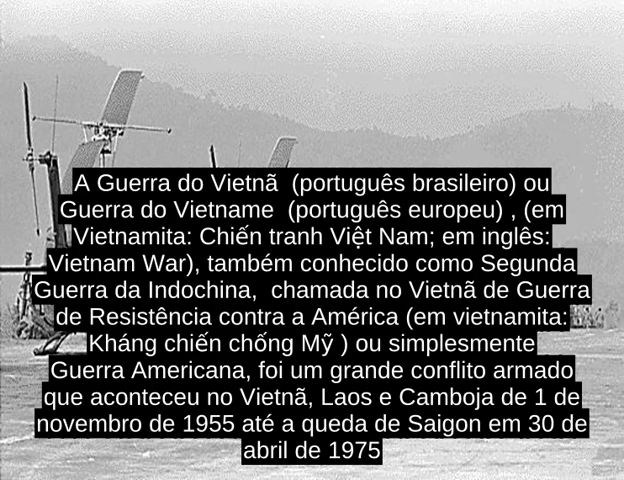 A Guerra do Vietnã  (português brasileiro) ou
Guerra do Vietname  (português europeu) , (em
Vietnamita: Chiến tranh Việt Nam; em inglês:
Vietnam War), também conhecido como Segunda
Guerra da Indochina,  chamada no Vietnã de Guerra
de Resistência contra a América (em vietnamita:
Kháng chiến chống Mỹ ) ou simplesmente
Guerra Americana, foi um grande conflito armado
que aconteceu no Vietnã, Laos e Camboja de 1 de
novembro de 1955 até a queda de Saigon em 30 de
abril de 1975